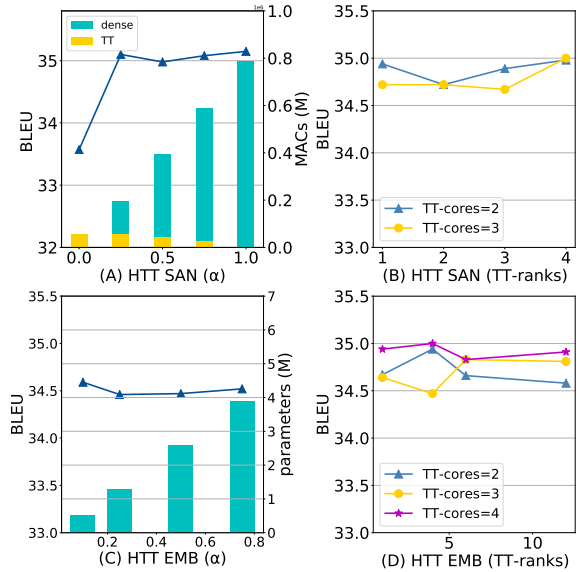 1e6
dense
TT
35
34
33
32
BLEU
1.0
0.8
0.6
0.4
0.2
0.0
MACs (M)
0.0 0.25 0.5 0.75 1.0
(A) HTT SAN (α)
35.5
35.0
34.5
34.0
33.5
33.0
BLEU
TT-cores=2
TT-cores=3
1 2 3 4
(B) HTT SAN (TT-ranks)
35.5
35.0
34.5
34.0
33.5
33.0
BLEU
7
6
5
4
3
2
1
0
parameters (M)
0.2 0.4 0.6 0.8
(C) HTT EMB (α)
35.5
35.0
34.5
34.0
33.5
33.0
BLEU
TT-cores=2
TT-cores=3
TT-cores=4
5 10
(D) HTT EMB (TT-ranks)